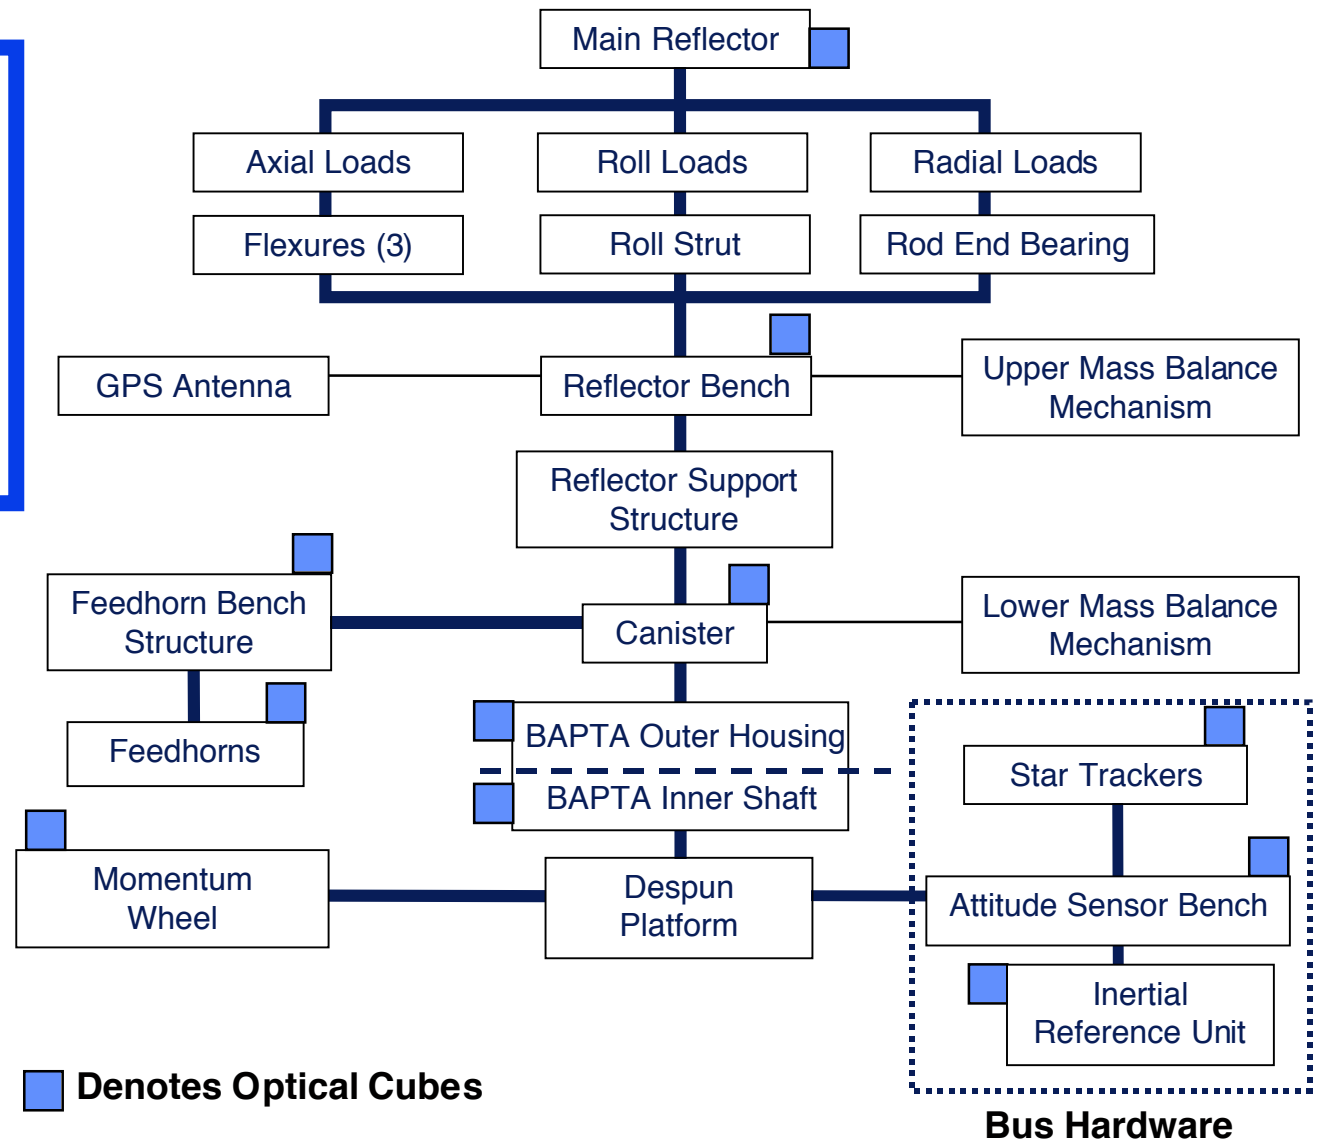 Main Reflector
Axial Loads
Roll Loads
Radial Loads
Flexures (3)
Roll Strut
Rod End Bearing
GPS Antenna
Reflector Bench
Upper Mass Balance
Mechanism
Reflector Support
Structure
Feedhorn Bench
Structure
Canister
Lower Mass Balance
Mechanism
Feedhorns
BAPTA Outer Housing
BAPTA Inner Shaft
Star Trackers
Momentum
Wheel
Despun
Platform
Attitude Sensor Bench
Inertial
Reference Unit
Denotes Optical Cubes
Bus Hardware